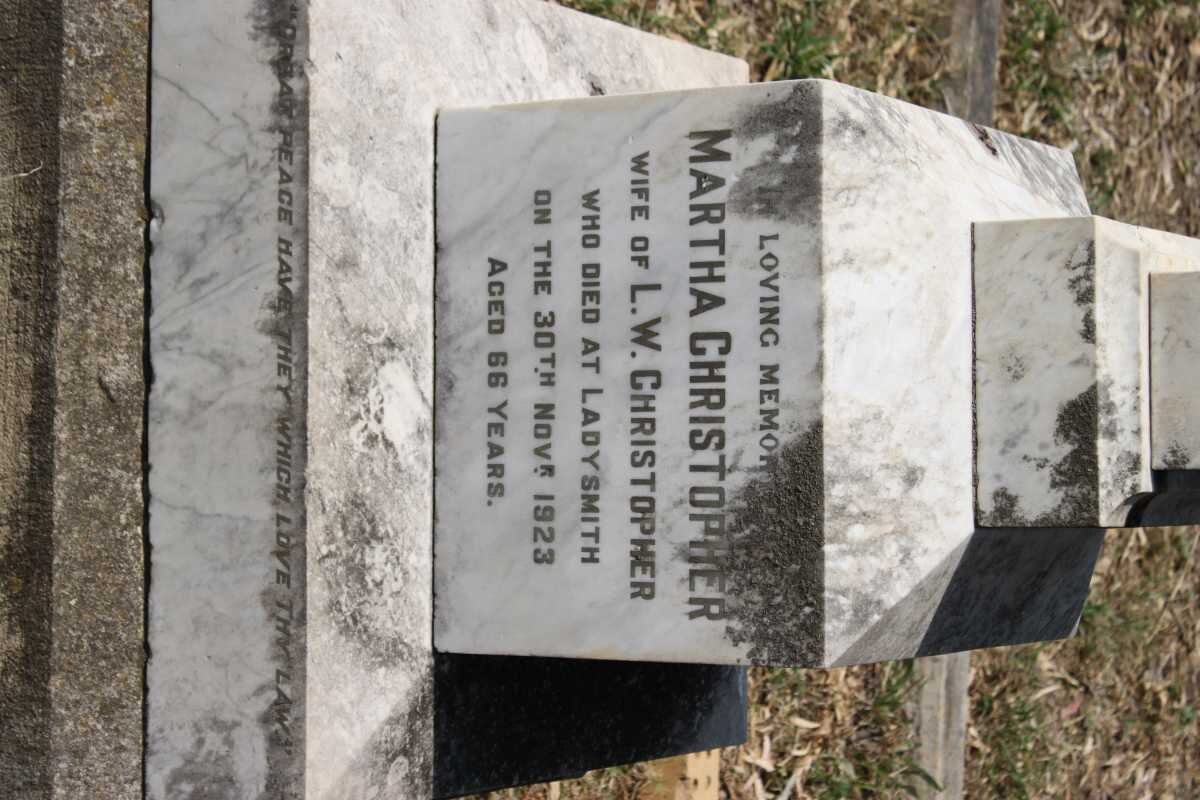 LOVING MEMOR
MARTHA CHRISTOPHER
WIFE OF L. W. CHRISTOPHER
WHO DIED AT LADYSMITH
ON THE 30TH NOVR 1923
AGED 66 YEARS.
"GREAT PEACE HAVE THEY WHICH LOVE THY LAW."